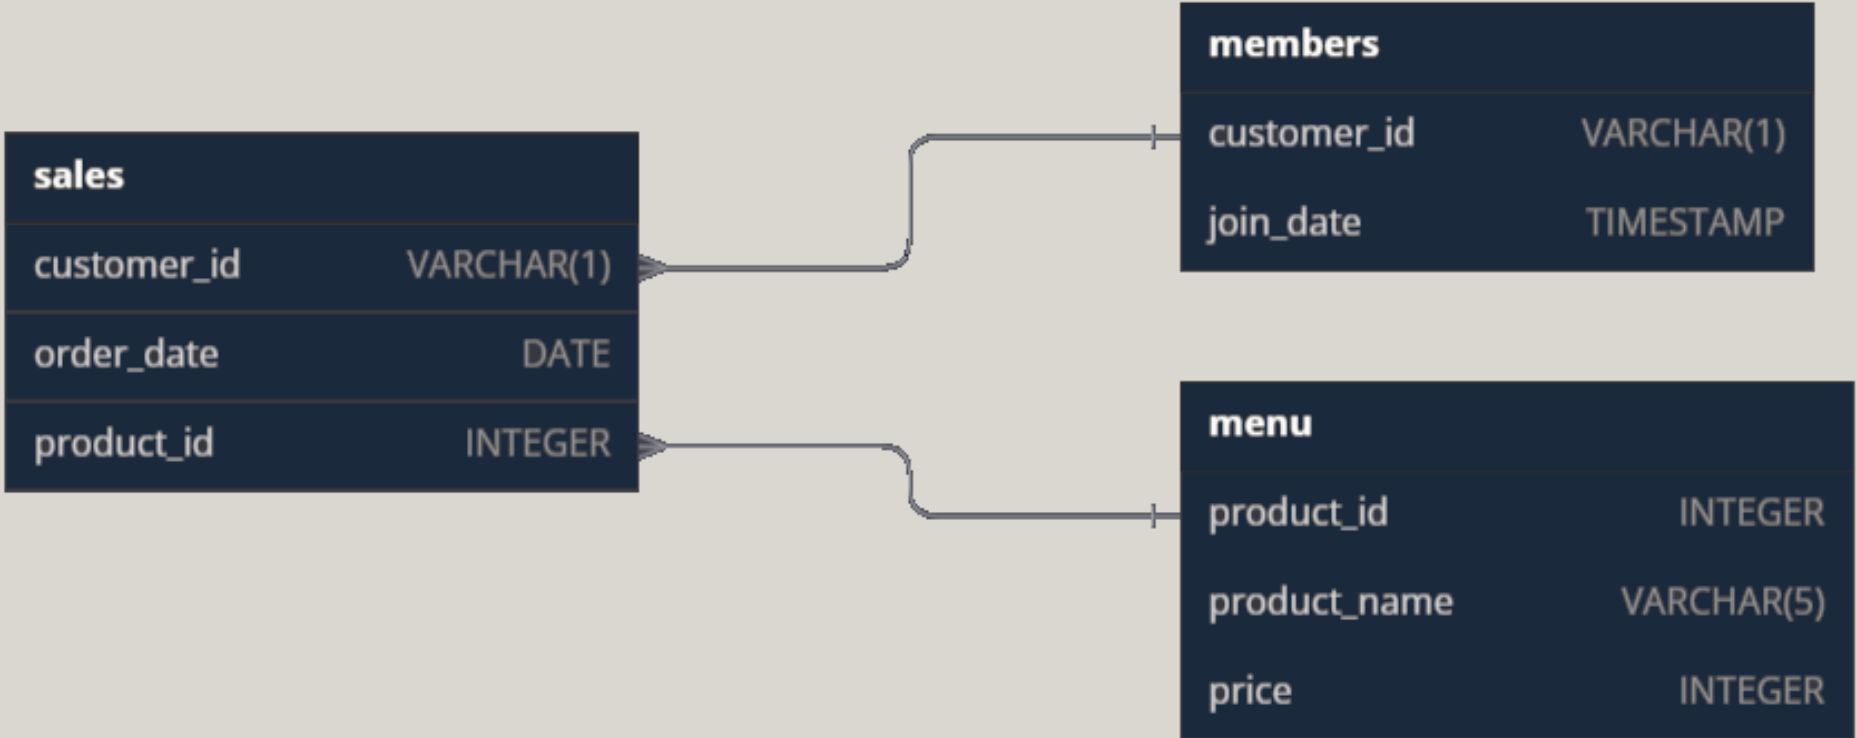 sales
customer_id VARCHAR(1)
order_date DATE
product_id INTEGER
members
customer_id VARCHAR(1)
join_date TIMESTAMP
menu
product_id INTEGER
product_name VARCHAR(5)
price INTEGER